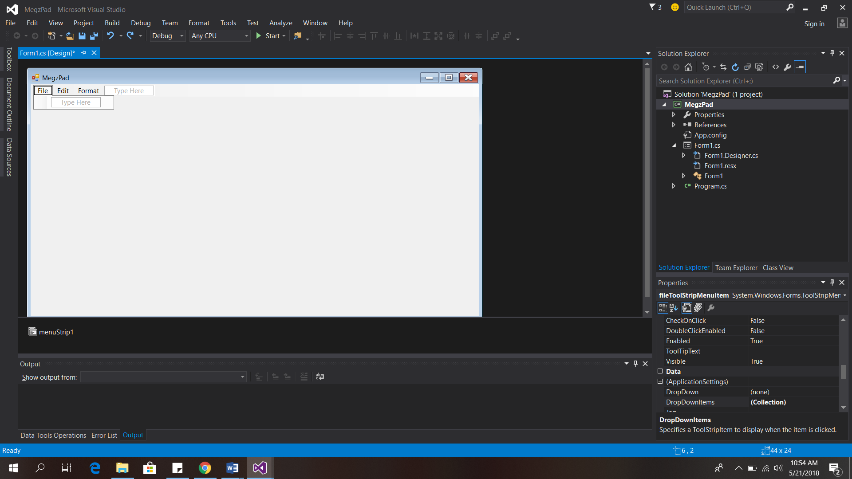 MegzPad - Microsoft Visual Studio
3
Quick Launch (Ctrl+Q)
File Edit View Project Build Debug Team Format Tools Test Analyze Window Help
Sign in
Debug Any CPU Start
Form1.cs [Design]*
Toolbox
Document Outline
Data Sources
MegzPad
File Edit Format Type Here
Type Here
menuStrip1
Output
Show output from:
Data Tools Operations Error List Output
Solution Explorer
Search Solution Explorer (Ctrl+;)
Solution 'MegzPad' (1 project)
MegzPad
Properties
References
App.config
Form1.cs
Form1.Designer.cs
Form1.resx
Form1
Program.cs
Solution Explorer Team Explorer Class View
Properties
fileToolStripMenuItem System.Windows.Forms.ToolStripMer
CheckOnClick False
DoubleClickEnabled False
Enabled True
ToolTipText
Visible True
Data
(ApplicationSettings)
DropDown (none)
DropDownItems (Collection)
DropDownItems
Specifies a ToolStripItem to display when the item is clicked.
Ready
6 , 2
44 x 24
10:54 AM
5/21/2018
2